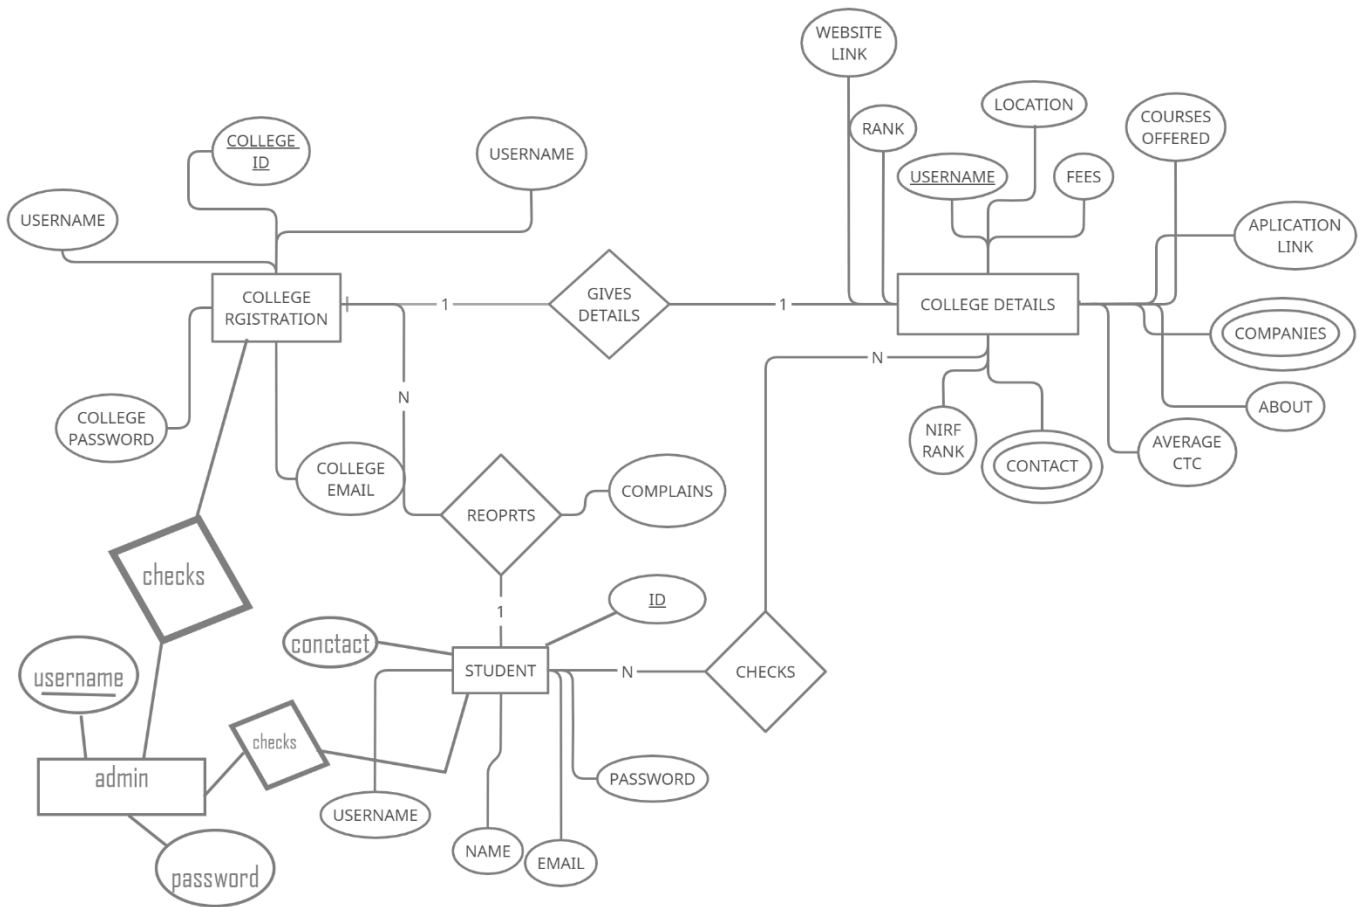 WEBSITE
LINK
LOCATION
COURSES
OFFERED
RANK
COLLEGE
ID
USERNAME
USERNAME
FEES
USERNAME
APLICATION
LINK
COLLEGE
RGISTRATION
1
GIVES
DETAILS
1
COLLEGE DETAILS
COMPANIES
N
N
ABOUT
COLLEGE
PASSWORD
NIRF
RANK
AVERAGE
CTC
CONTACT
COLLEGE
EMAIL
REOPRTS
COMPLAINS
checks
1
ID
conctact
STUDENT
N
CHECKS
username
checks
admin
PASSWORD
USERNAME
NAME
EMAIL
password